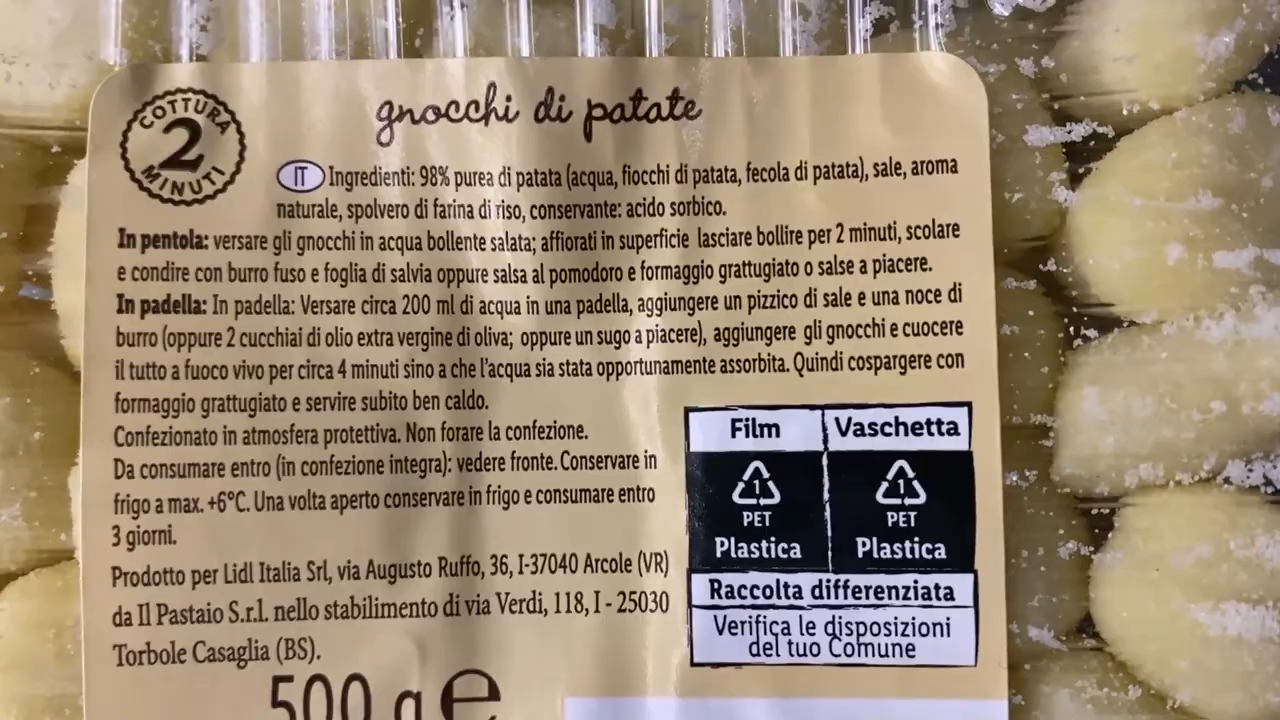 COTTURA
2
MINUTI
gnocchi di patate
IT Ingredienti: 98% purea di patata (acqua, fiocchi di patata, fecola di patata), sale, aroma
naturale, spolvero di farina di riso, conservante: acido sorbico.
In pentola: versare gli gnocchi in acqua bollente salata; affiorati in superficie lasciare bollire per 2 minuti, scolare
e condire con burro fuso e foglia di salvia oppure salsa al pomodoro e formaggio grattugiato o salse a piacere.
In padella: In padella: Versare circa 200 ml di acqua in una padella, aggiungere un pizzico di sale e una noce di
burro (oppure 2 cucchiai di olio extra vergine di oliva; oppure un sugo a piacere), aggiungere gli gnocchi e cuocere
il tutto a fuoco vivo per circa 4 minuti sino a che l'acqua sia stata opportunamente assorbita. Quindi cospargere con
formaggio grattugiato e servire subito ben caldo.
Confezionato in atmosfera protettiva. Non forare la confezione.
Da consumare entro (in confezione integra): vedere fronte. Conservare in
frigo a max. +6°C. Una volta aperto conservare in frigo e consumare entro
3 giorni.
Prodotto per Lidl Italia Srl, via Augusto Ruffo, 36, I-37040 Arcole (VR)
da Il Pastaio S.r.l. nello stabilimento di via Verdi, 118, I - 25030
Torbole Casaglia (BS).
500 g e
Film Vaschetta
1 1
PET PET
Plastica Plastica
Raccolta differenziata
Verifica le disposizioni
del tuo Comune